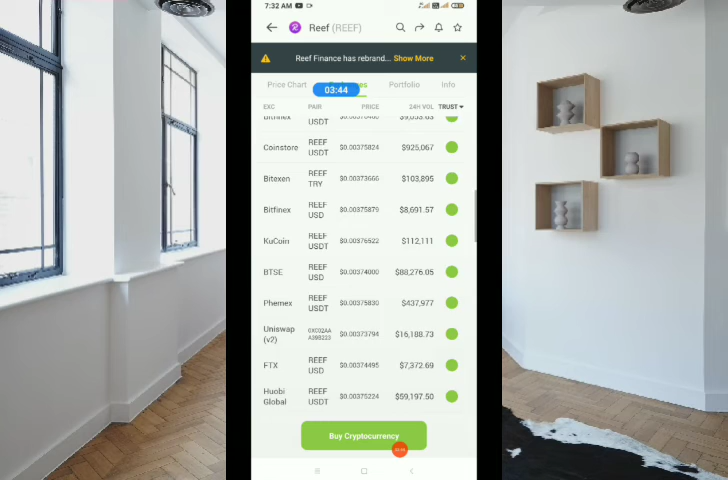 7:32 AM
Reef (REEF)
Reef Finance has rebrand... Show More ×
Price Chart Portfolio Info
03:44
EXC PAIR PRICE 24H VOL TRUST
Bitfinex USDT
Coinstore REEF USDT $0.00375824 $925,067
Bitexen REEF TRY $0.00373666 $103,895
Bitfinex REEF USD $0.00375879 $8,691.57
KuCoin REEF USDT $0.00376522 $112,111
BTSE REEF USD $0.00374000 $88,276.05
Phemex REEF USDT $0.00375830 $437,977
Uniswap (v2) $0.00373794 $16,188.73
FTX REEF USD $0.00374495 $7,372.69
Huobi Global REEF USDT $0.00375224 $59,197.50
Buy Cryptocurrency